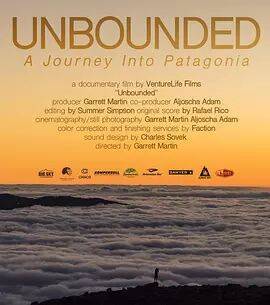 UNBOUNDED
A Journey Into Patagonia
a documentary film by VentureLife Films
"Unbounded"
producer Garrett Martin co-producer Aljoscha Adam
editing by Summer Simpson original score by Rafael Rico
cinematography/still photography Garrett Martin Aljoscha Adam
color correction and finishing services by Faction
sound design by Charles Sovek
directed by Garrett Martin
BIG SKY